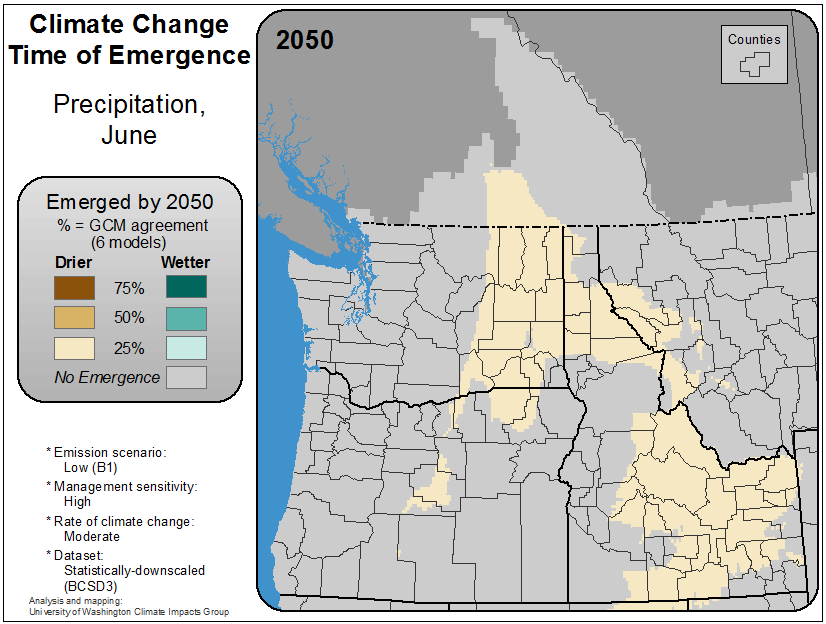 Climate Change
Time of Emergence
Precipitation,
June
2050
Counties
Emerged by 2050
% = GCM agreement
(6 models)
Drier Wetter
75%
50%
25%
No Emergence
* Emission scenario:
Low (B1)
* Management sensitivity:
High
* Rate of climate change:
Moderate
* Dataset:
Statistically-downscaled
(BCSD3)
Analysis and mapping:
University of Washington Climate Impacts Group